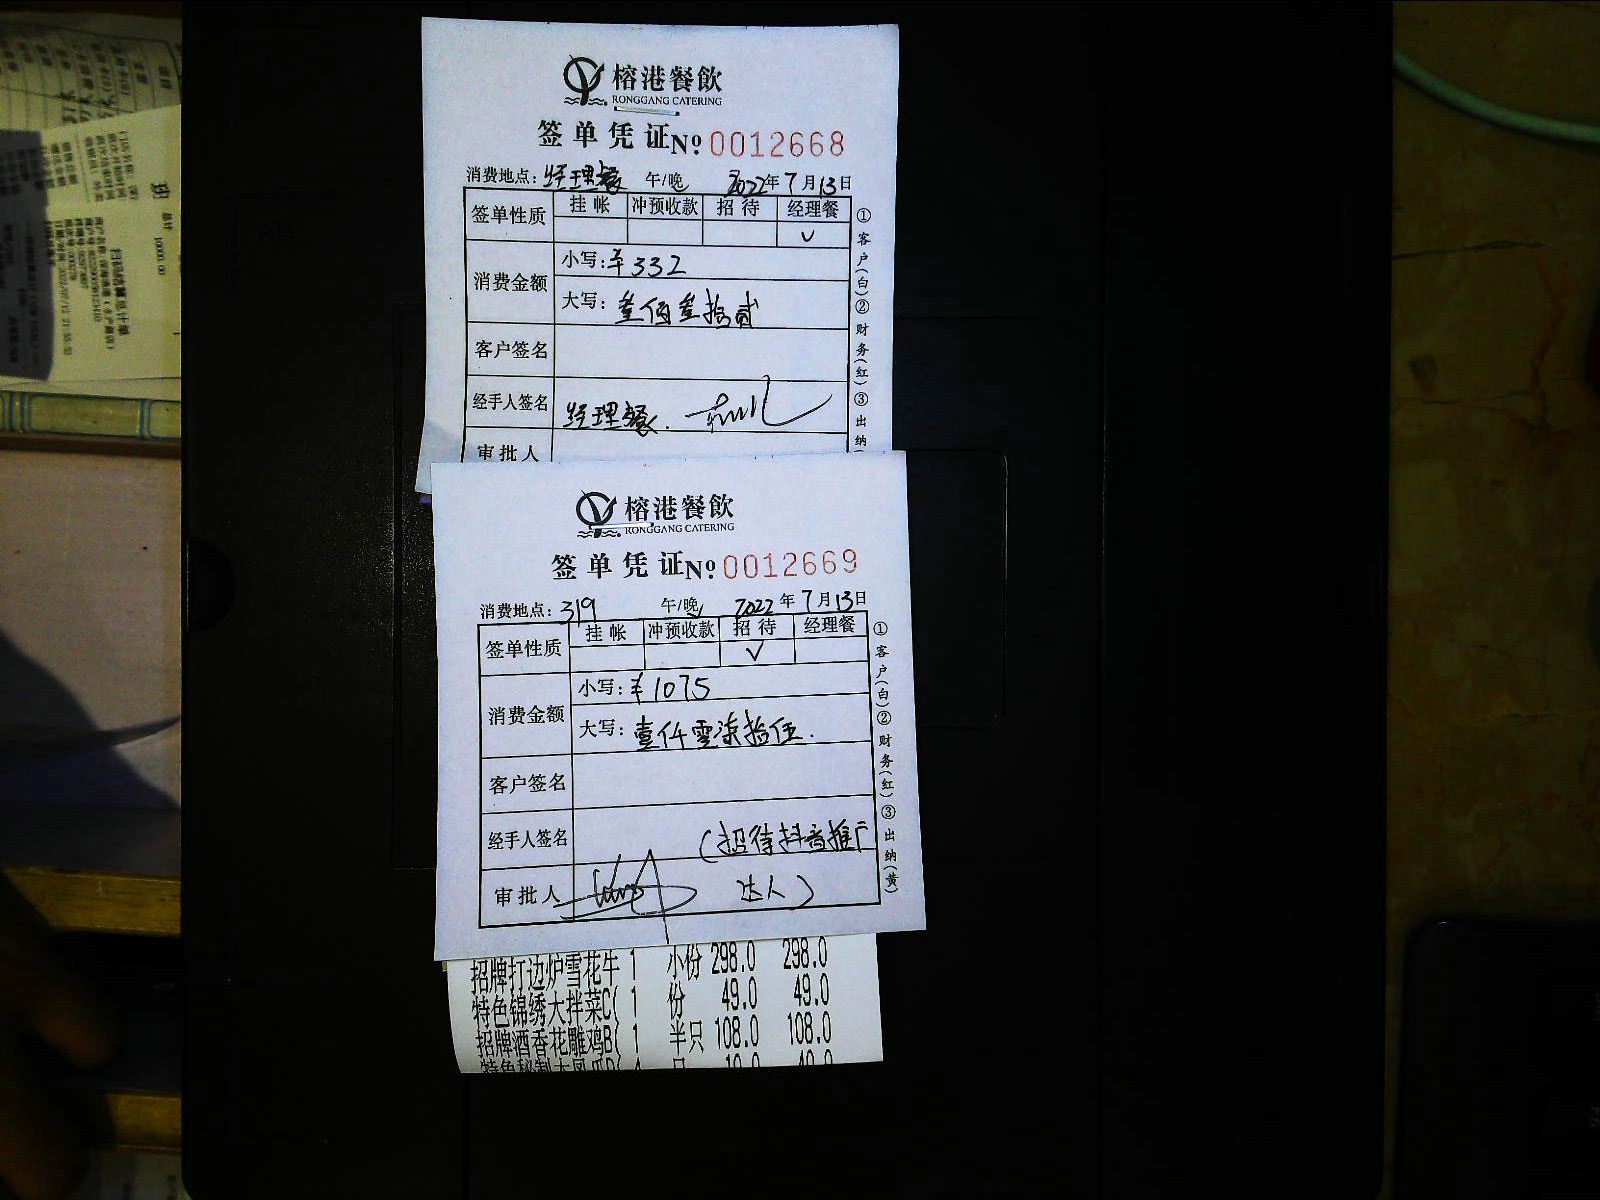 榕港餐飲
RONGGANG CATERING
签单凭证 No 0012668
消费地点: 经理餐 午/晚 2022年7月13日
签单性质 挂帐 冲预收款 招待 经理餐
√
消费金额 小写: ¥332
大写: 叁佰叁拾贰
客户签名
经手人签名 经理餐.
审批人
①客户(白)②财务(红)③出纳
榕港餐飲
RONGGANG CATERING
签单凭证 No 0012669
消费地点: 319 午/晚 2022年7月13日
签单性质 挂帐 冲预收款 招待 经理餐
√
消费金额 小写: ¥1075
大写: 壹仟零柒拾伍.
客户签名
经手人签名 (招待抖音推广
审批人 达人)
①客户(白)②财务(红)③出纳(黄)
招牌打边炉雪花牛 1 小份 298.0 298.0
特色锦绣大拌菜C( 1 份 49.0 49.0
招牌酒香花雕鸡B( 1 半只 108.0 108.0